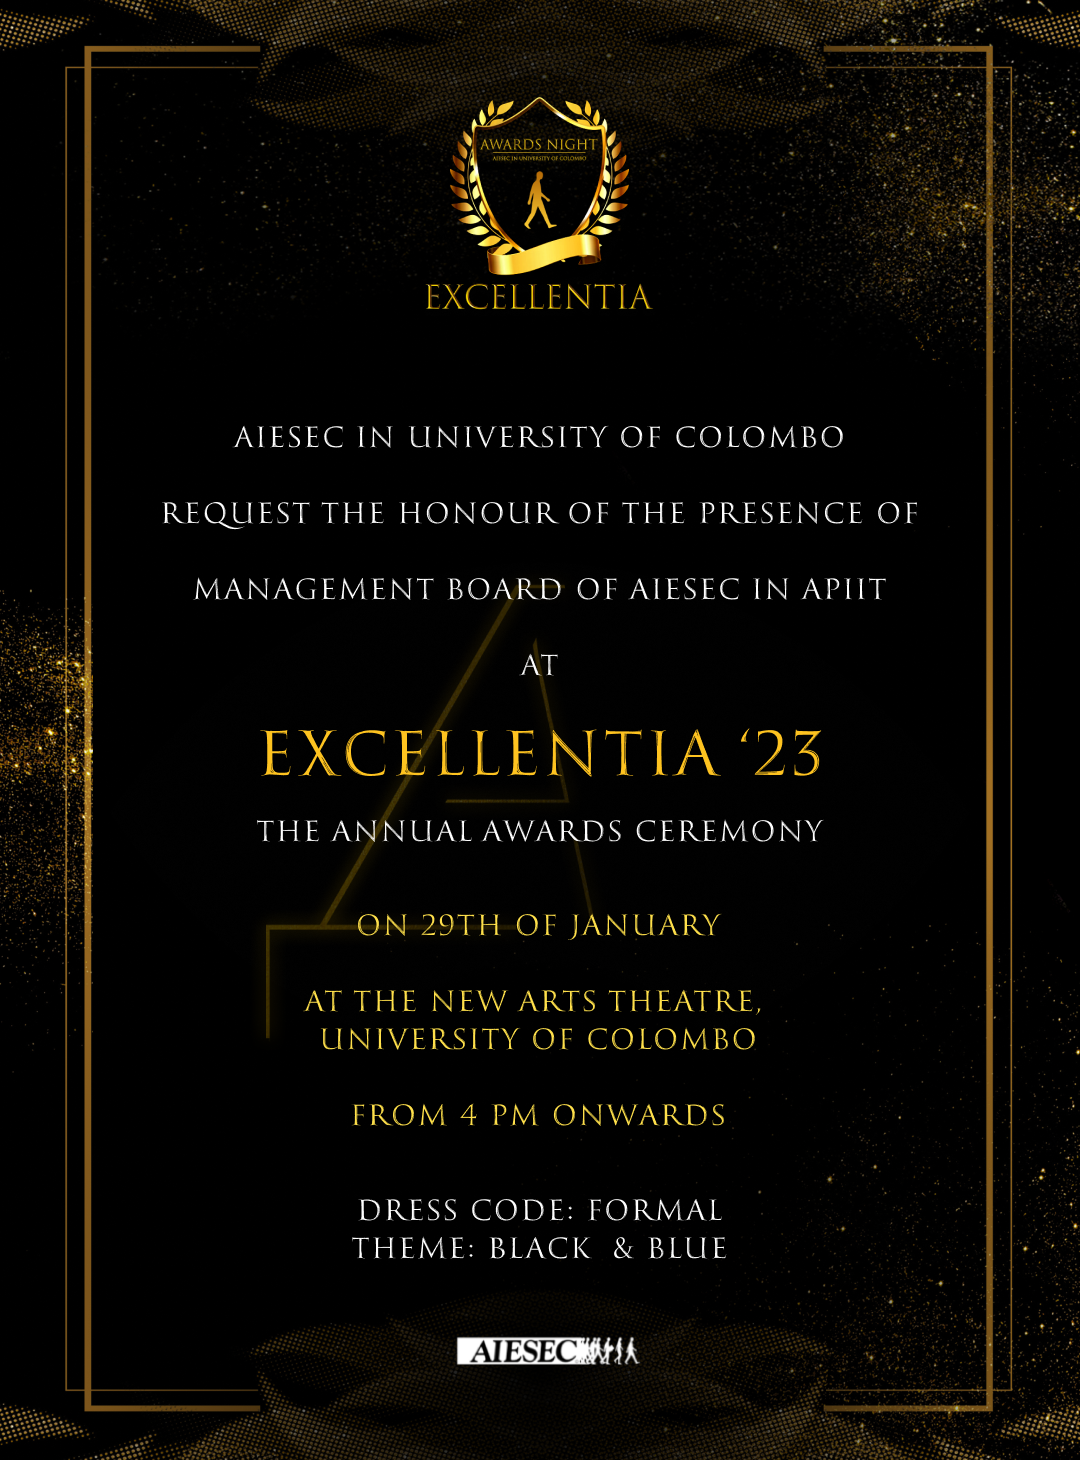 AWARDS NIGHT
AIESEC IN UNIVERSITY OF COLOMBO
EXCELLENTIA
AIESEC IN UNIVERSITY OF COLOMBO
REQUEST THE HONOUR OF THE PRESENCE OF
MANAGEMENT BOARD OF AIESEC IN APIIT
AT
EXCELLENTIA ‘23
THE ANNUAL AWARDS CEREMONY
ON 29TH OF JANUARY
AT THE NEW ARTS THEATRE,
UNIVERSITY OF COLOMBO
FROM 4 PM ONWARDS
DRESS CODE: FORMAL
THEME: BLACK & BLUE
AIESEC